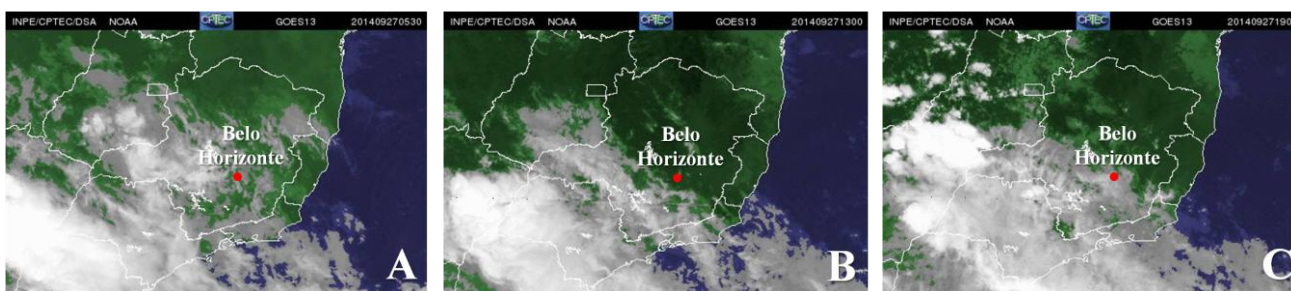 INPE/CPTEC/DSA NOAA CPTEC GOES13 201409270530
Belo
Horizonte
A
INPE/CPTEC/DSA NOAA CPTEC GOES13 201409271300
Belo
Horizonte
B
INPE/CPTEC/DSA NOAA CPTEC GOES13 20140927190
Belo
Horizonte
C